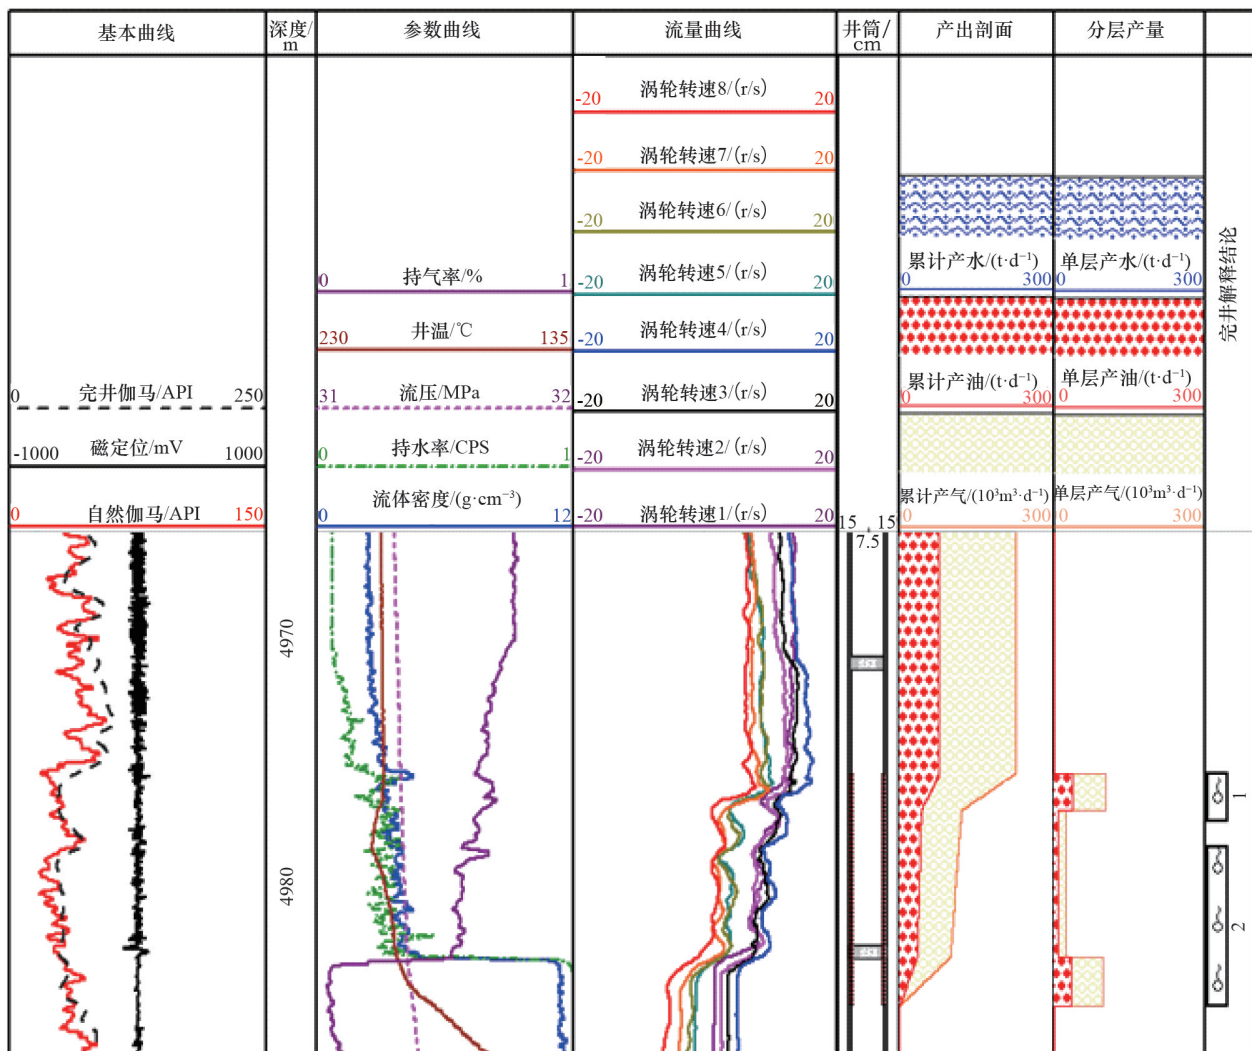 基本曲线
深度/
m
参数曲线
流量曲线
井筒/
cm
产出剖面
分层产量
完井解释结论
0 完井伽马/API 250
-1000 磁定位/mV 1000
0 自然伽马/API 150
0 持气率/% 1
230 井温/℃ 135
31 流压/MPa 32
0 持水率/CPS 1
0 流体密度/(g·cm⁻³) 12
-20 涡轮转速8/(r/s) 20
-20 涡轮转速7/(r/s) 20
-20 涡轮转速6/(r/s) 20
-20 涡轮转速5/(r/s) 20
-20 涡轮转速4/(r/s) 20
-20 涡轮转速3/(r/s) 20
-20 涡轮转速2/(r/s) 20
-20 涡轮转速1/(r/s) 20
15 15
7.5
累计产水/(t·d⁻¹)
0 300
累计产油/(t·d⁻¹)
0 300
累计产气/(10³m³·d⁻¹)
0 300
单层产水/(t·d⁻¹)
0 300
单层产油/(t·d⁻¹)
0 300
单层产气/(10³m³·d⁻¹)
0 300
4970
4980
1
2